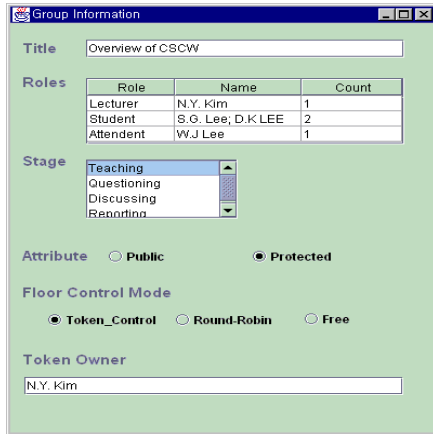 Group Information
Title Overview of CSCW
Roles
Role Name Count
Lecturer N.Y. Kim 1
Student S.G. Lee; D.K LEE 2
Attendent W.J Lee 1
Stage
Teaching
Questioning
Discussing
Reporting
Attribute Public Protected
Floor Control Mode
Token_Control Round-Robin Free
Token Owner
N.Y. Kim